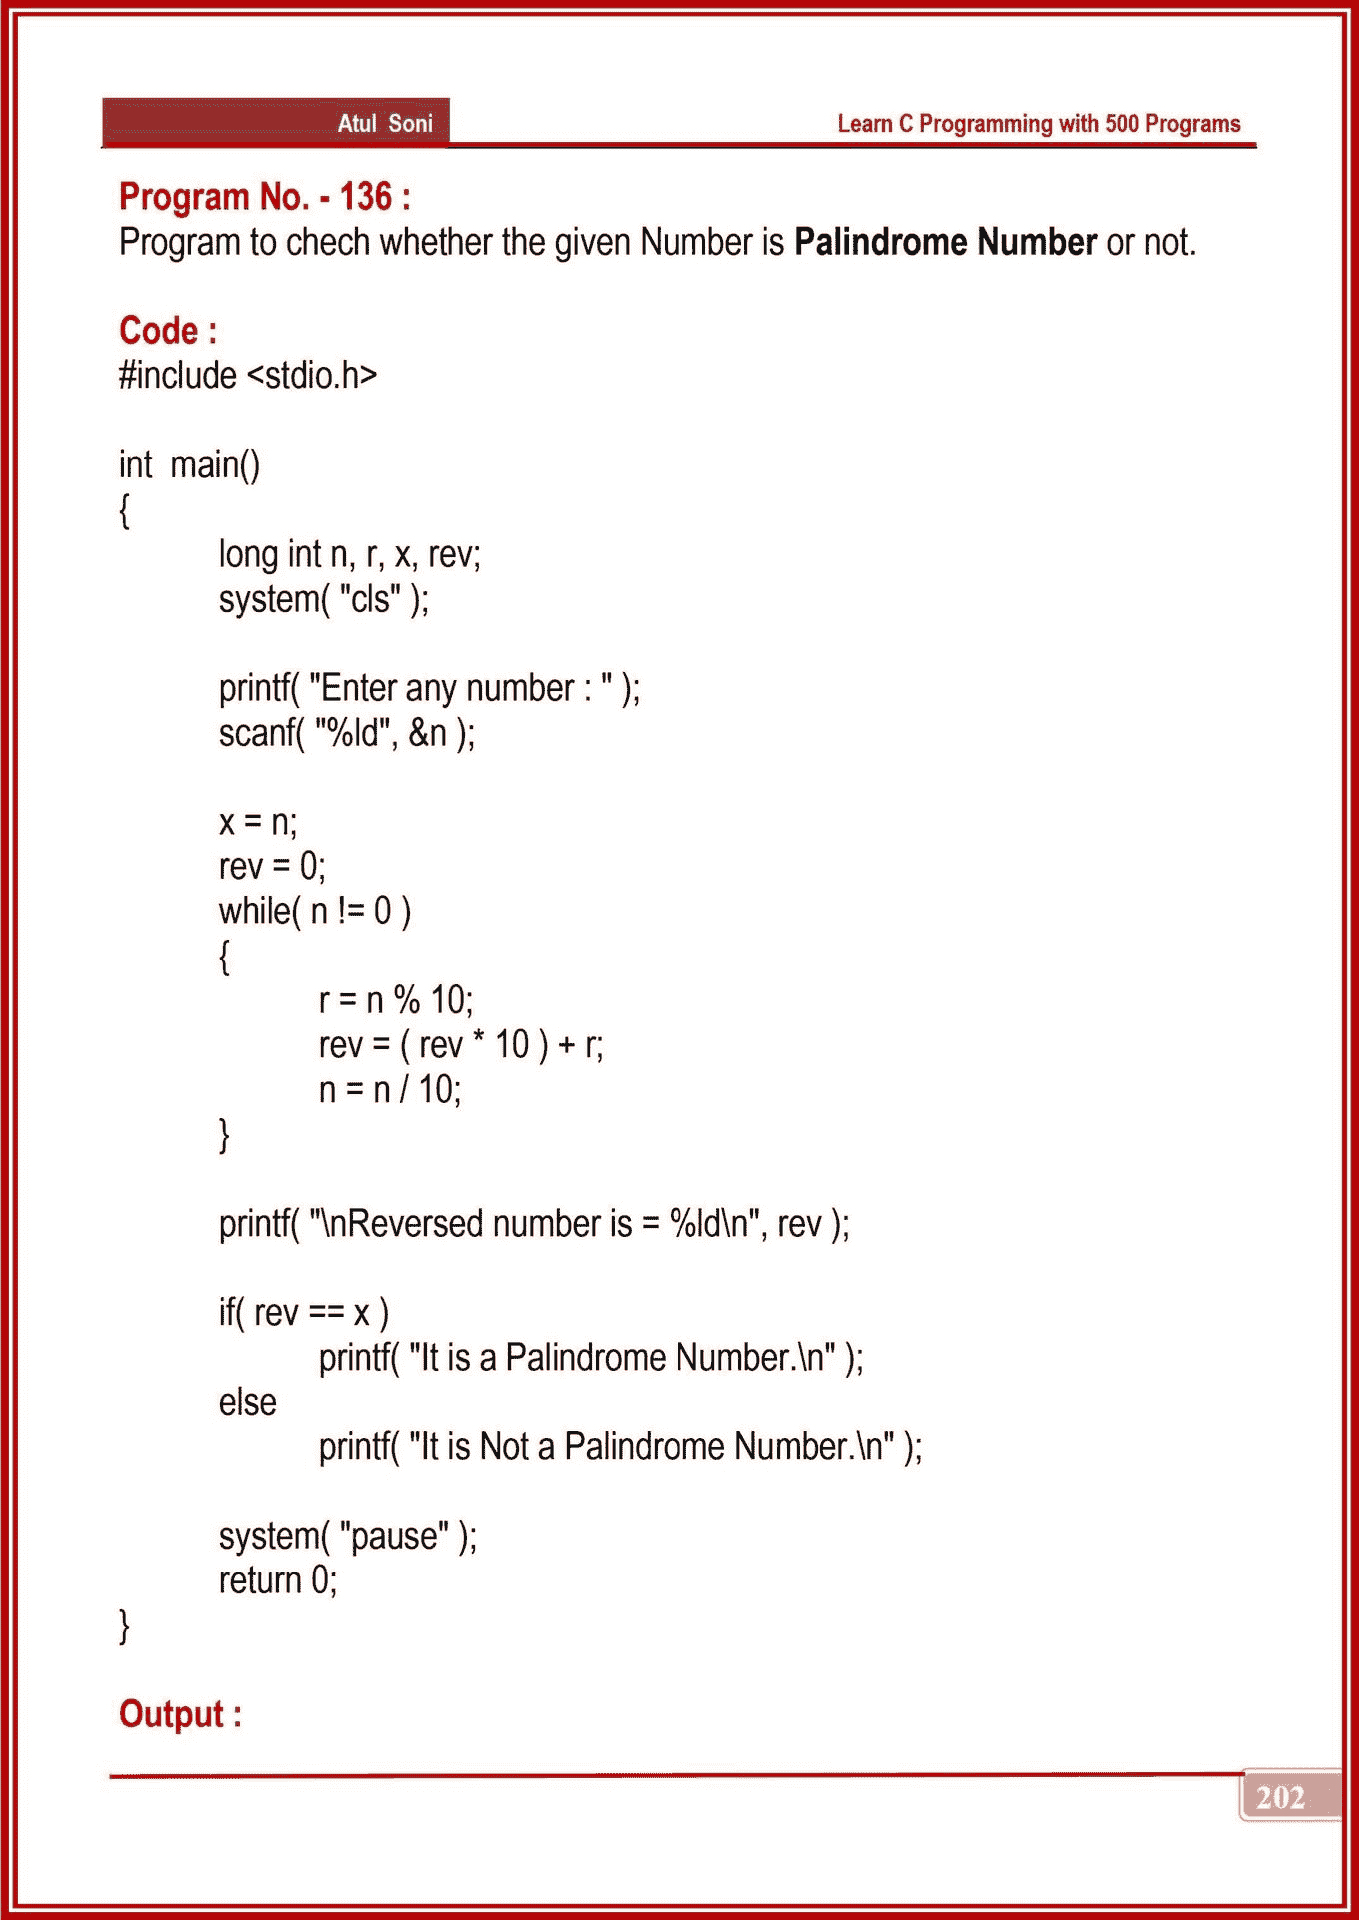 Atul  Soni
Learn C Programming with 500 Programs
Program No. - 136 :
Program to chech whether the given Number is Palindrome Number or not.
Code :
#include <stdio.h>
int  main()
{
long int n, r, x, rev;
system( "cls" );
printf( "Enter any number : " );
scanf( "%ld", &n );
x = n;
rev = 0;
while( n != 0 )
{
r = n % 10;
rev = ( rev * 10 ) + r;
n = n / 10;
}
printf( "\nReversed number is = %ld\n", rev );
if( rev == x )
printf( "It is a Palindrome Number.\n" );
else
printf( "It is Not a Palindrome Number.\n" );
system( "pause" );
return 0;
}
Output :
202